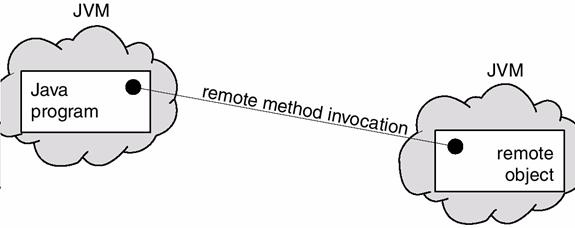 JVM
Java
program
remote method invocation
JVM
remote
object